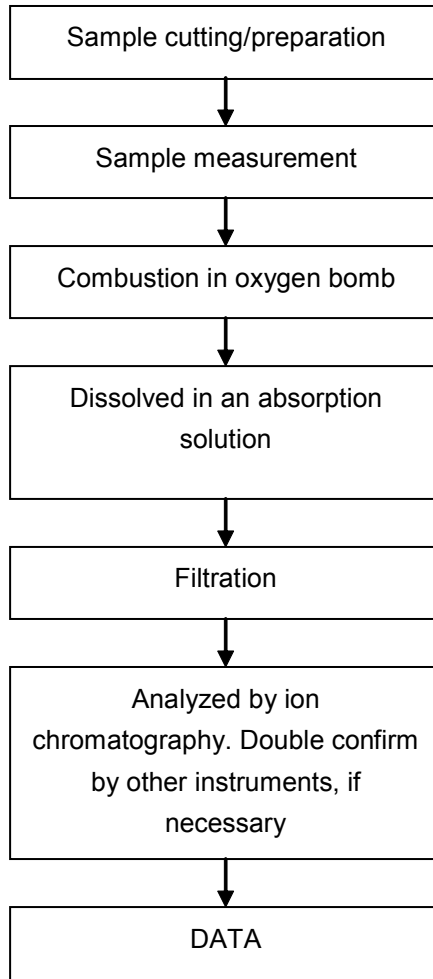 Sample cutting/preparation
Sample measurement
Combustion in oxygen bomb
Dissolved in an absorption
solution
Filtration
Analyzed by ion
chromatography. Double confirm
by other instruments, if
necessary
DATA